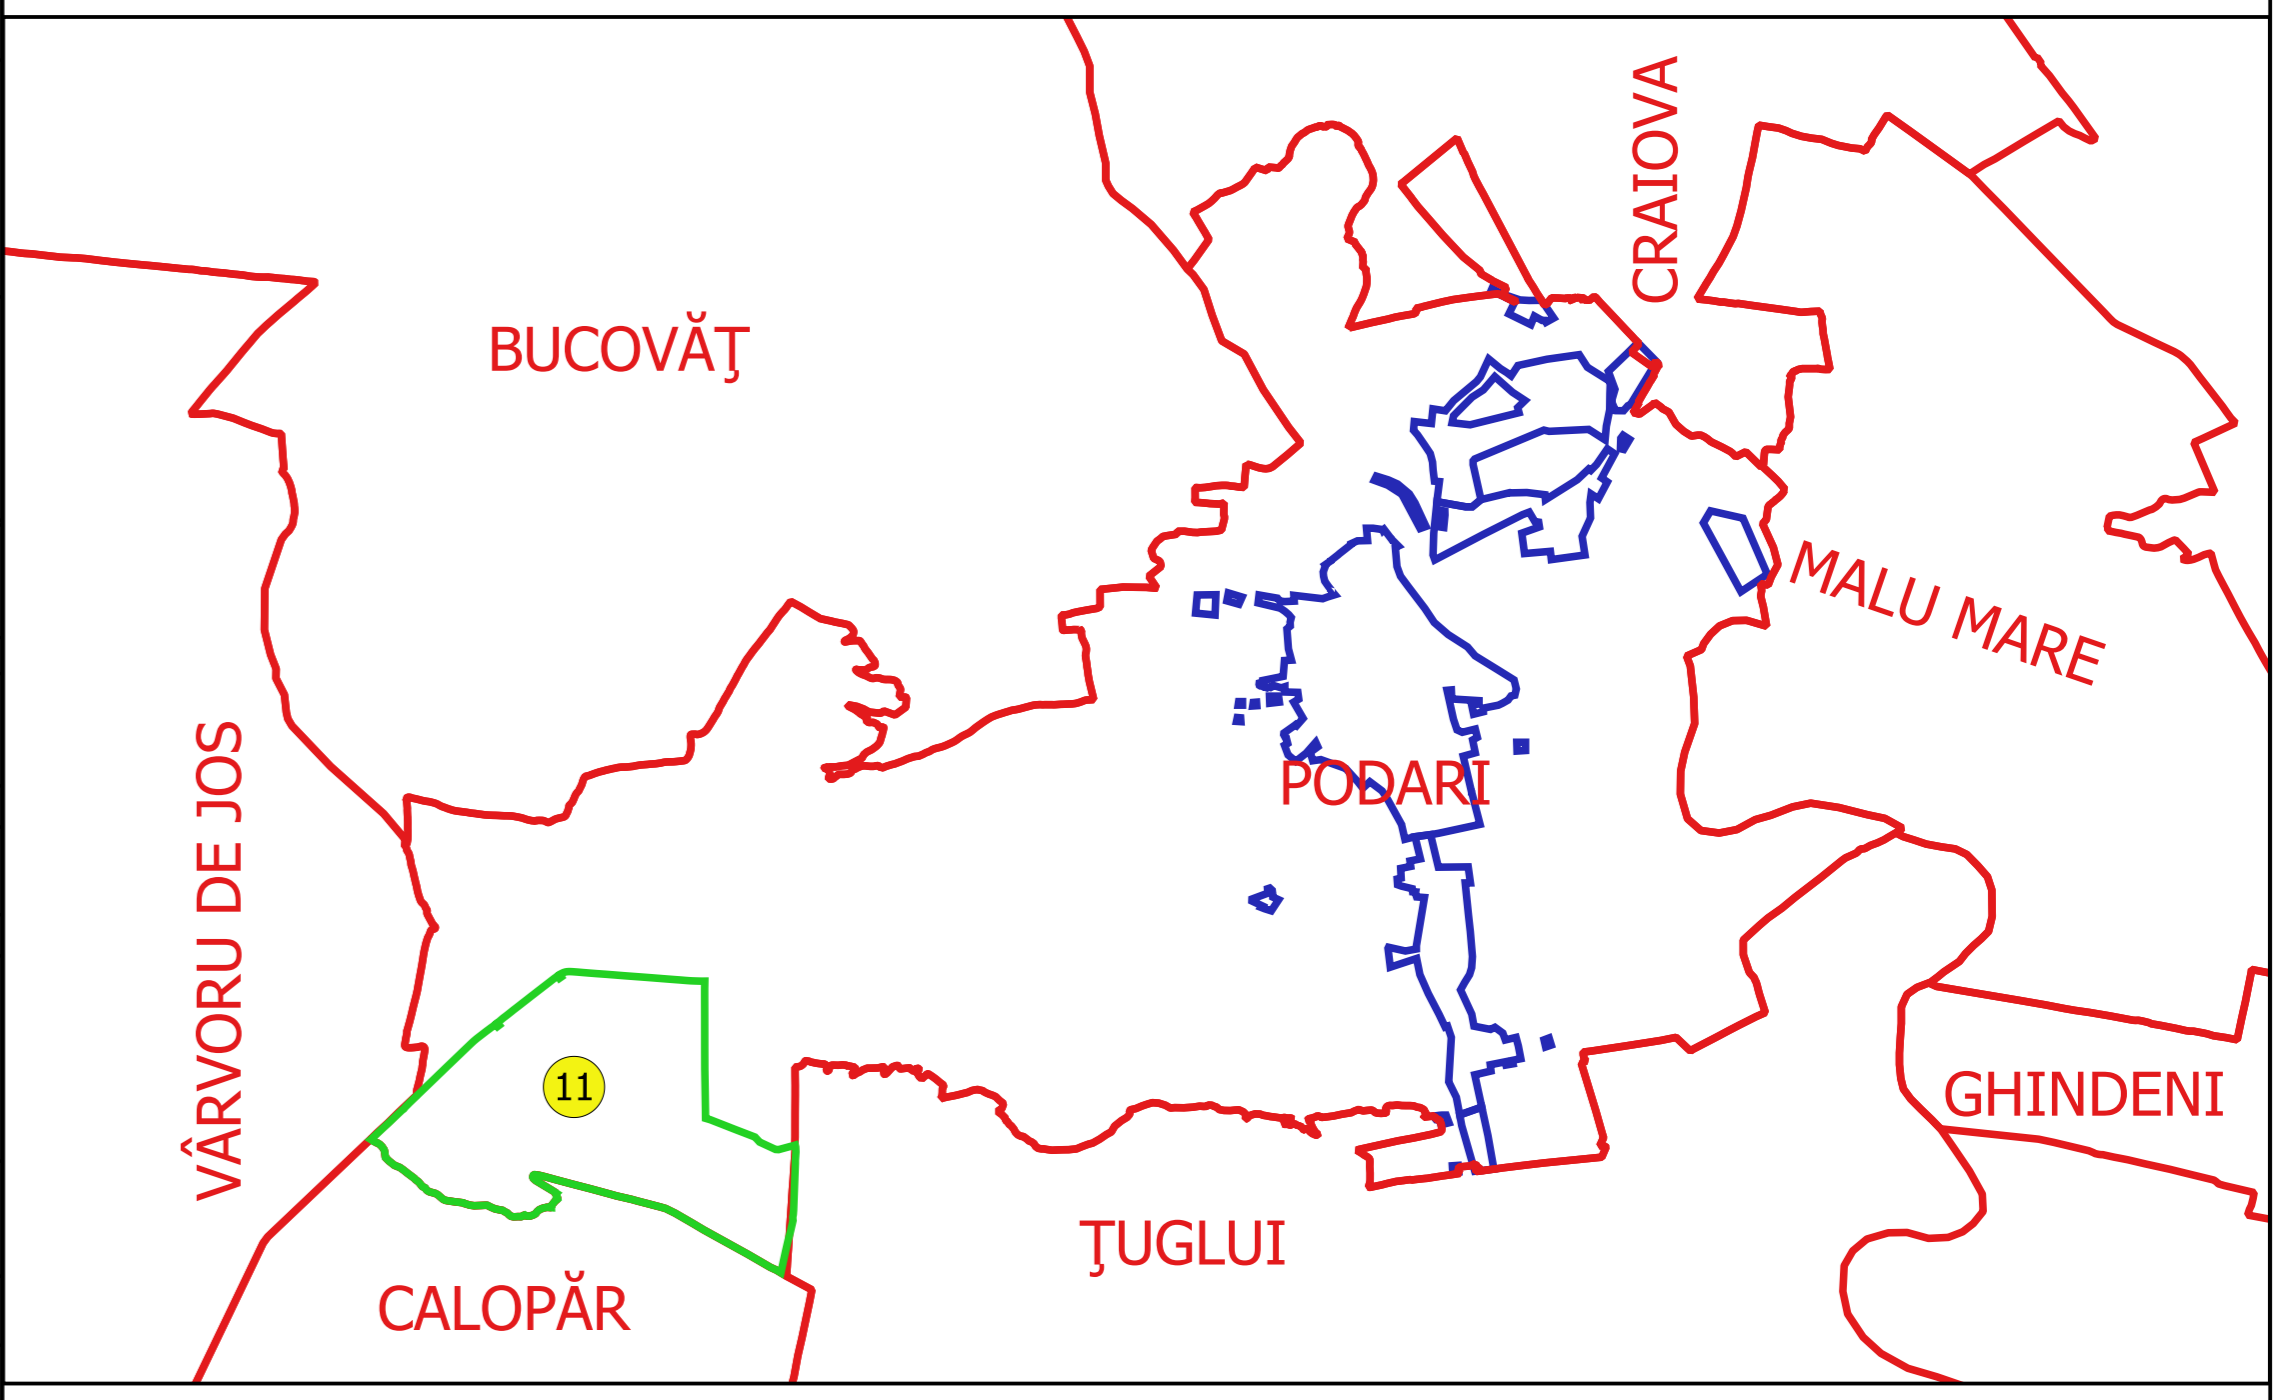 CRAIOVA
BUCOVĂŢ
MALU MARE
VÂRVORU DE JOS
PODARI
11
GHINDENI
ŢUGLUI
CALOPĂR